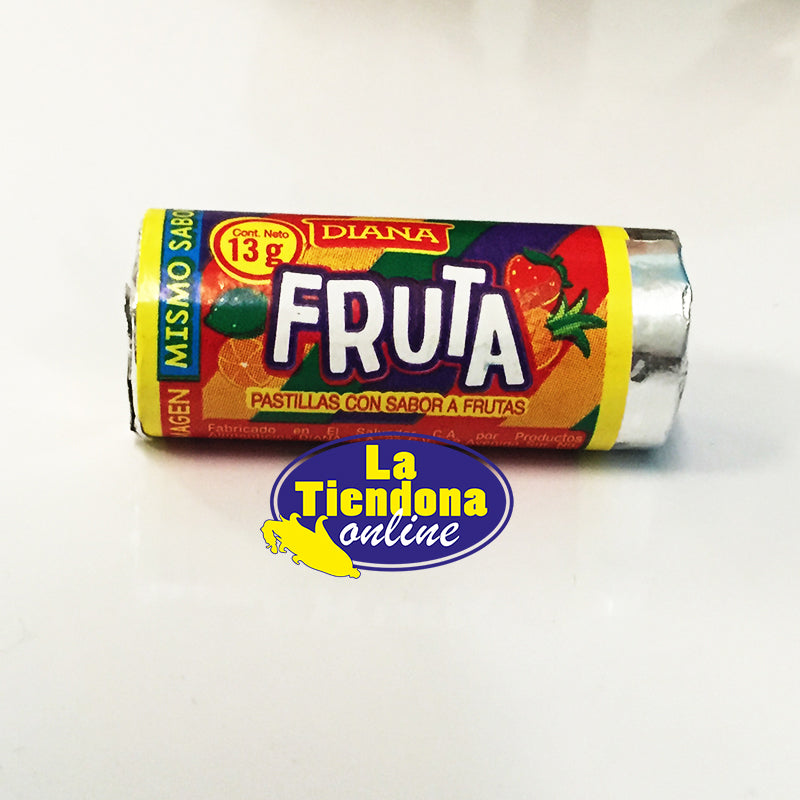 MISMO SABO
AGEN
Cont. Neto
13 g
DIANA
FRUTA
PASTILLAS CON SABOR A FRUTAS
Fabricado en El Salvador, C.A. por Productos
La
Tiendona
online